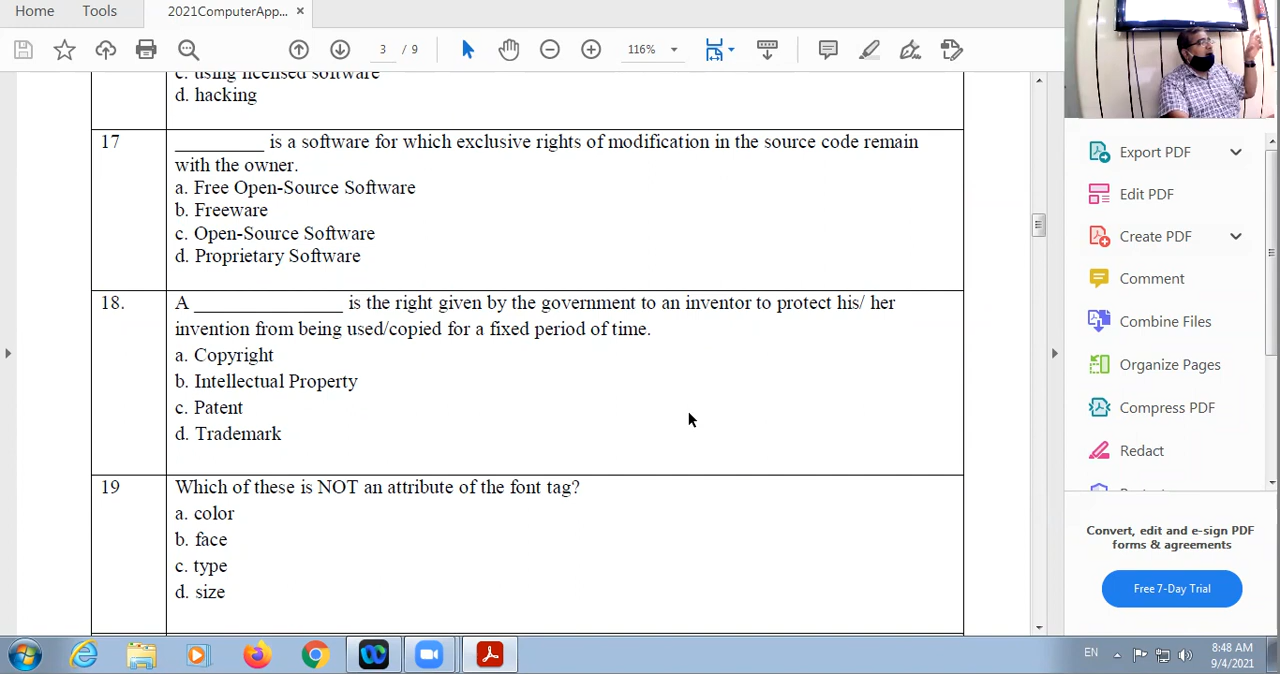 Home Tools 2021ComputerApp... ×
3 / 9 116%
c. using licensed software
d. hacking
17 _________ is a software for which exclusive rights of modification in the source code remain
with the owner.
a. Free Open-Source Software
b. Freeware
c. Open-Source Software
d. Proprietary Software
18. A _______________ is the right given by the government to an inventor to protect his/ her
invention from being used/copied for a fixed period of time.
a. Copyright
b. Intellectual Property
c. Patent
d. Trademark
19 Which of these is NOT an attribute of the font tag?
a. color
b. face
c. type
d. size
Export PDF
Edit PDF
Create PDF
Comment
Combine Files
Organize Pages
Compress PDF
Redact
Convert, edit and e-sign PDF
forms & agreements
Free 7-Day Trial
EN 8:48 AM
9/4/2021